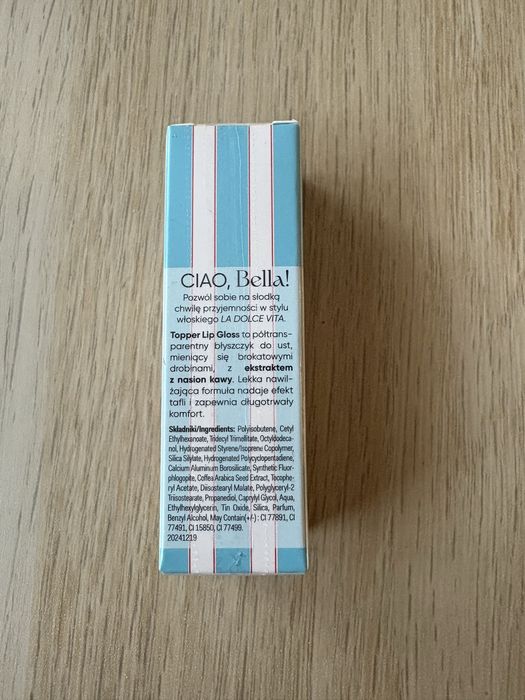 CIAO, Bella!
Pozwól sobie na słodką
chwilę przyjemności w stylu
włoskiego LA DOLCE VITA.
Topper Lip Gloss to półtrans-
parentny błyszczyk do ust,
mieniący się brokatowymi
drobinami, z ekstraktem
z nasion kawy. Lekka nawil-
żająca formuła nadaje efekt
tafli i zapewnia długotrwały
komfort.
Składniki/Ingredients: Polyisobutene, Cetyl
Ethylhexanoate, Tridecyl Trimellitate, Octyldodeca-
nol, Hydrogenated Styrene/Isoprene Copolymer,
Silica Silylate, Hydrogenated Polycyclopentadiene,
Calcium Aluminum Borosilicate, Synthetic Fluor-
phlogopite, Coffea Arabica Seed Extract, Tocophe-
ryl Acetate, Diisostearyl Malate, Polyglyceryl-2
Triisostearate, Propanediol, Caprylyl Glycol, Aqua,
Ethylhexylglycerin, Tin Oxide, Silica, Parfum,
Benzyl Alcohol, May Contain(+/-) : CI 77891, CI
77491, CI 15850, CI 77499.
20241219